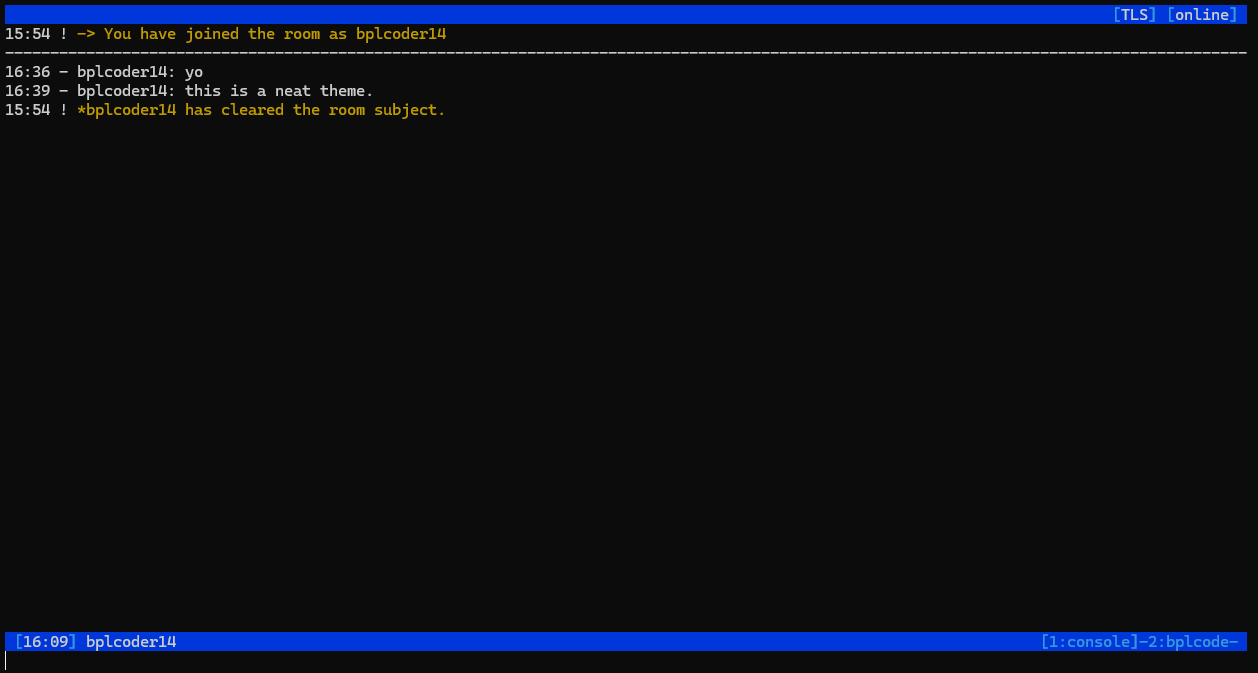 [TLS] [online]
15:54 ! -> You have joined the room as bplcoder14
------------------------------------------------------------------------------------------------------------------------------------------
16:36 - bplcoder14: yo
16:39 - bplcoder14: this is a neat theme.
15:54 ! *bplcoder14 has cleared the room subject.
[16:09] bplcoder14 [1:console]-2:bplcode-